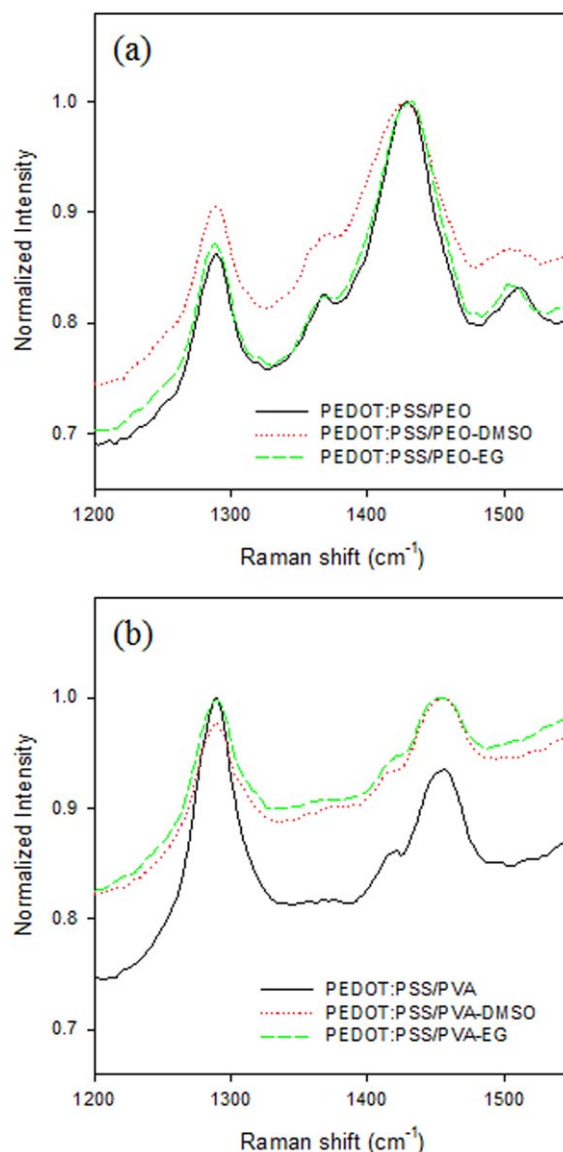 (a)
1.0
0.9
0.8
0.7
Normalized Intensity
PEDOT:PSS/PEO
PEDOT:PSS/PEO-DMSO
PEDOT:PSS/PEO-EG
1200 1300 1400 1500
Raman shift (cm⁻¹)
(b)
1.0
0.9
0.8
0.7
Normalized Intensity
PEDOT:PSS/PVA
PEDOT:PSS/PVA-DMSO
PEDOT:PSS/PVA-EG
1200 1300 1400 1500
Raman shift (cm⁻¹)